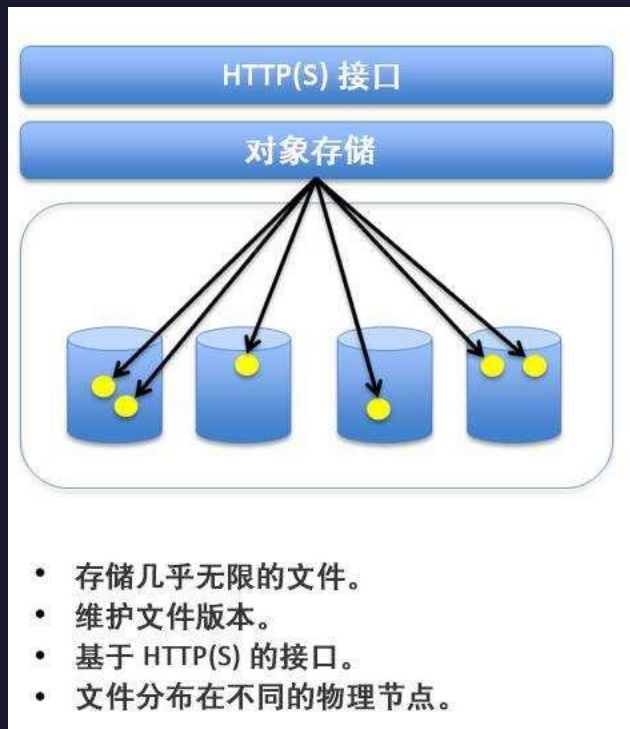 HTTP(S) 接口
对象存储
• 存储几乎无限的文件。
• 维护文件版本。
• 基于 HTTP(S) 的接口。
• 文件分布在不同的物理节点。